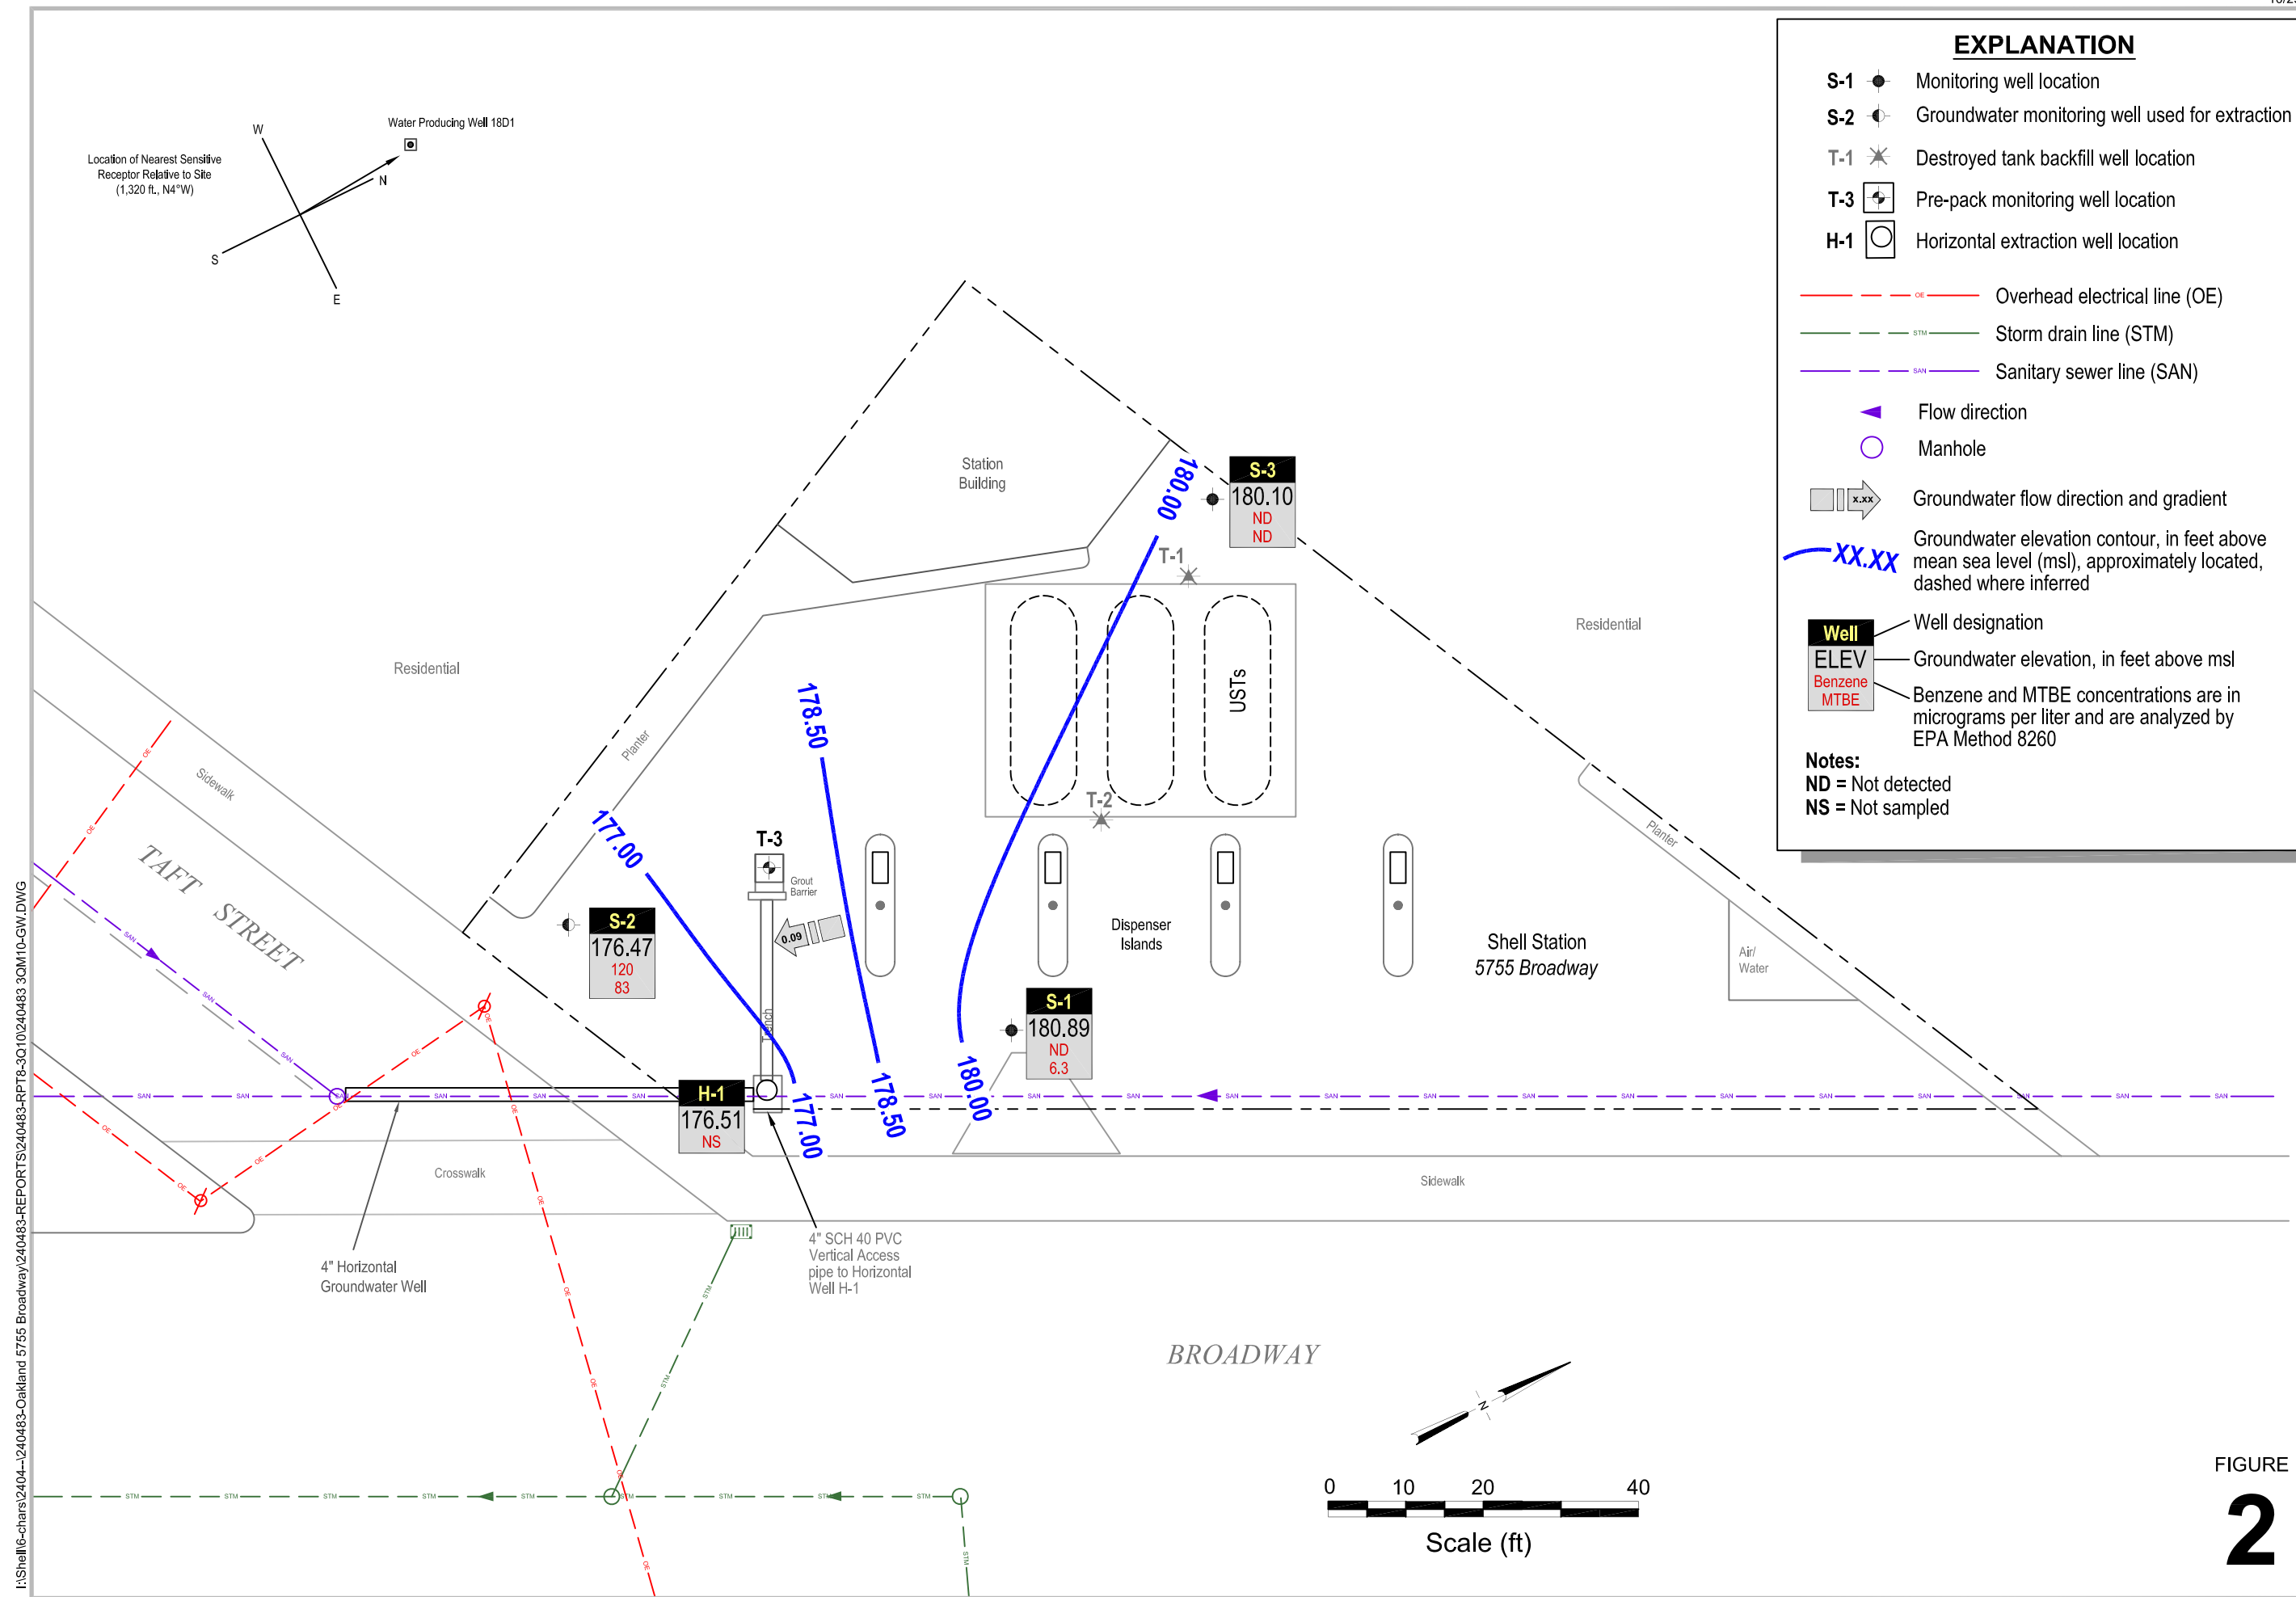 EXPLANATION
S-1 Monitoring well location
S-2 Groundwater monitoring well used for extraction
T-1 Destroyed tank backfill well location
T-3 Pre-pack monitoring well location
H-1 Horizontal extraction well location
OE Overhead electrical line (OE)
STM Storm drain line (STM)
SAN Sanitary sewer line (SAN)
Flow direction
Manhole
x.xx Groundwater flow direction and gradient
Groundwater elevation contour, in feet above
XX.XX mean sea level (msl), approximately located,
dashed where inferred
Well
ELEV
Benzene
MTBE
Well designation
Groundwater elevation, in feet above msl
Benzene and MTBE concentrations are in
micrograms per liter and are analyzed by
EPA Method 8260
Notes:
ND = Not detected
NS = Not sampled
W
N
S
E
Water Producing Well 18D1
Location of Nearest Sensitive
Receptor Relative to Site
(1,320 ft., N4°W)
Station
Building
180.00
S-3
180.10
ND
ND
T-1
Residential
Residential
USTs
178.50
Planter
Sidewalk
177.00
T-2
T-3
Grout
Barrier
Planter
TAFT STREET
S-2
176.47
120
83
0.09
Dispenser
Islands
Shell Station
5755 Broadway
Air/
Water
Trench
S-1
180.89
ND
6.3
H-1
176.51
NS
177.00
178.50
180.00
Crosswalk
Sidewalk
4" Horizontal
Groundwater Well
4" SCH 40 PVC
Vertical Access
pipe to Horizontal
Well H-1
BROADWAY
N
0 10 20 40
Scale (ft)
FIGURE
2
I:\Shell\6-chars\2404--\240483-Oakland 5755 Broadway\240483-REPORTS\240483-RPT8-3Q10\240483 3QM10-GW.DWG